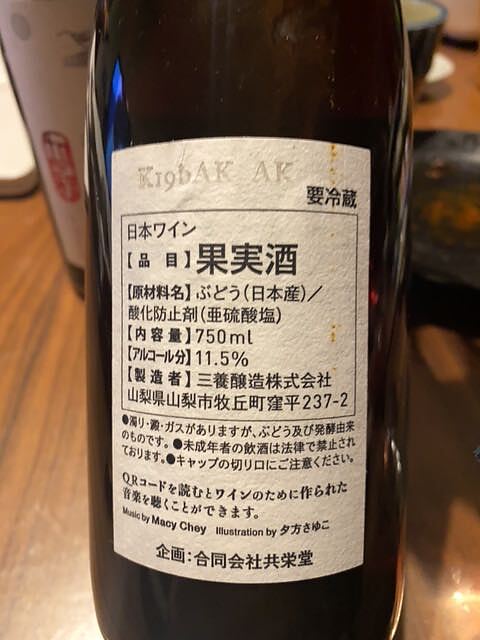 K19bAK AK
要冷蔵
日本ワイン
【品目】果実酒
【原材料名】ぶどう(日本産)/
酸化防止剤(亜硫酸塩)
【内容量】750ml
【アルコール分】11.5%
【製造者】三養醸造株式会社
山梨県山梨市牧丘町窪平237-2
●濁り・澱・ガスがありますが、ぶどう及び発酵由来
のものです。●未成年者の飲酒は法律で禁止され
ております。●キャップの切り口にご注意ください。
QRコードを読むとワインのために作られた
音楽を聴くことができます。
Music by Macy Chey Illustration by 夕方さゆこ
企画:合同会社共栄堂